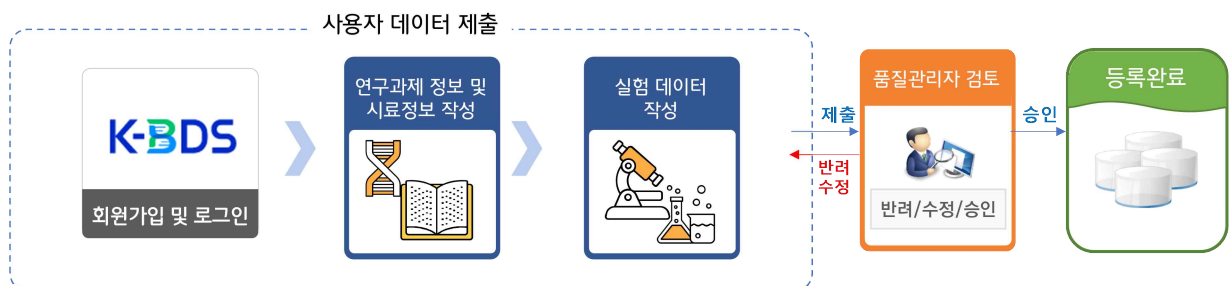 사용자 데이터 제출
K-BDS
회원가입 및 로그인
연구과제 정보 및
시료정보 작성
실험 데이터
작성
제출
반려
수정
품질관리자 검토
반려/수정/승인
승인
등록완료